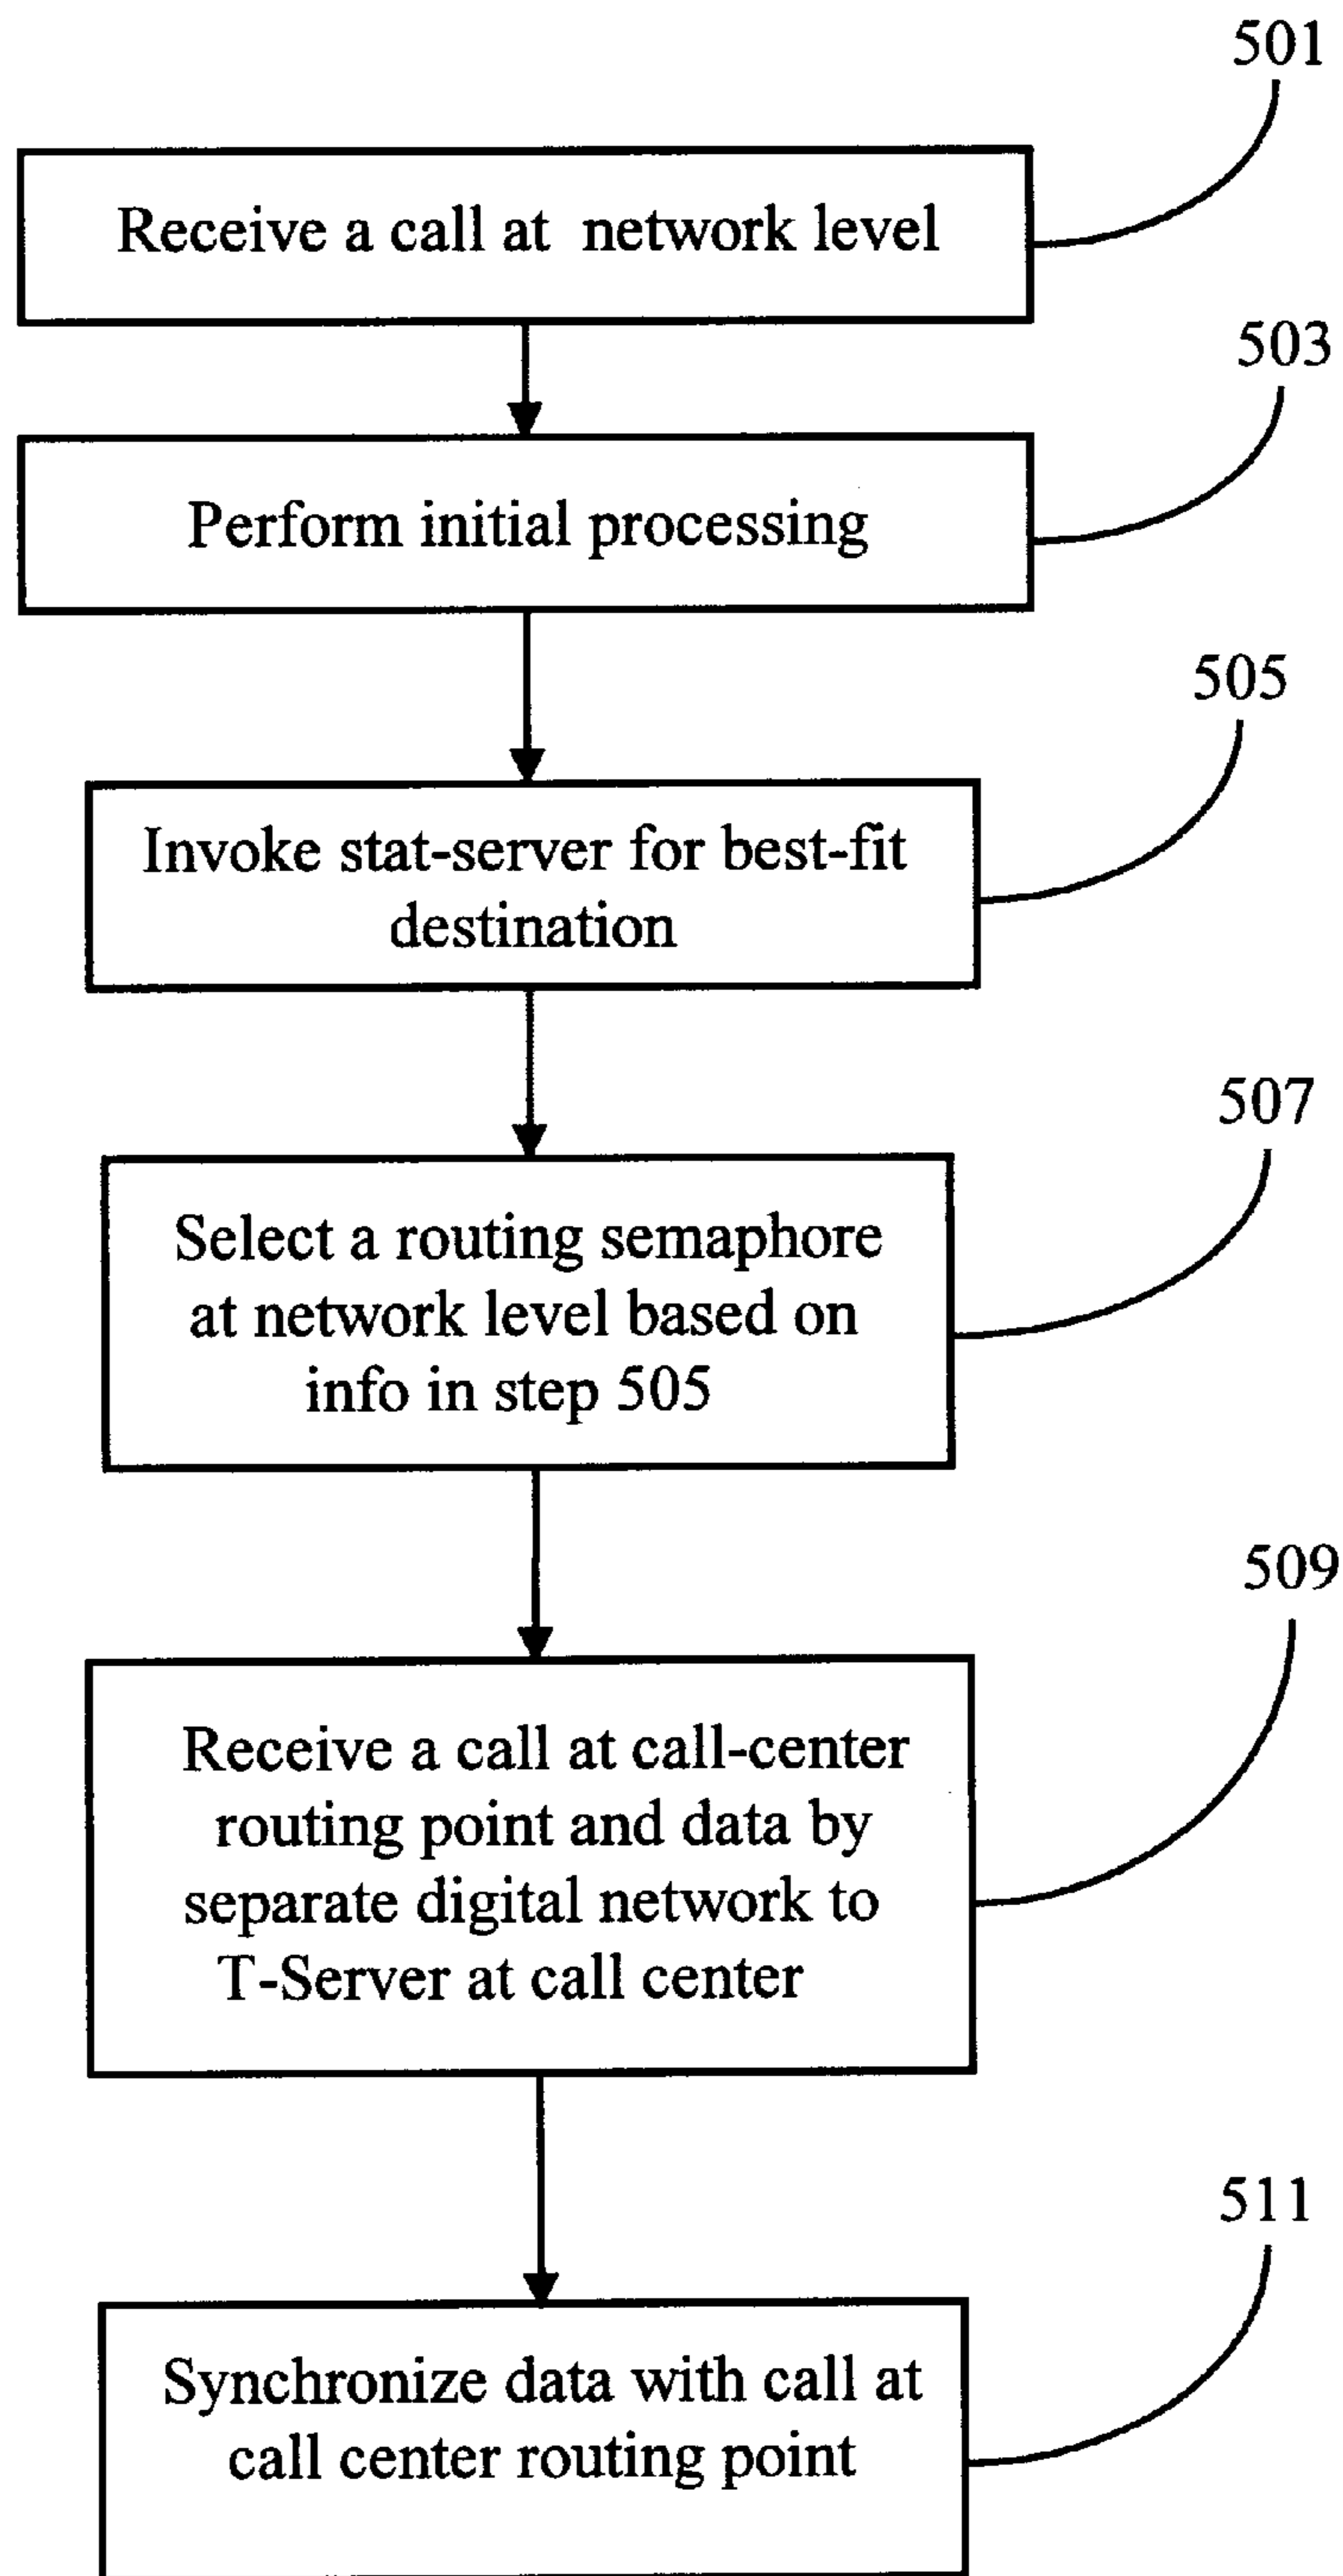 501
Receive a call at network level
503
Perform initial processing
505
Invoke stat-server for best-fit
destination
507
Select a routing semaphore
at network level based on
info in step 505
509
Receive a call at call-center
routing point and data by
separate digital network to
T-Server at call center
511
Synchronize data with call at
call center routing point